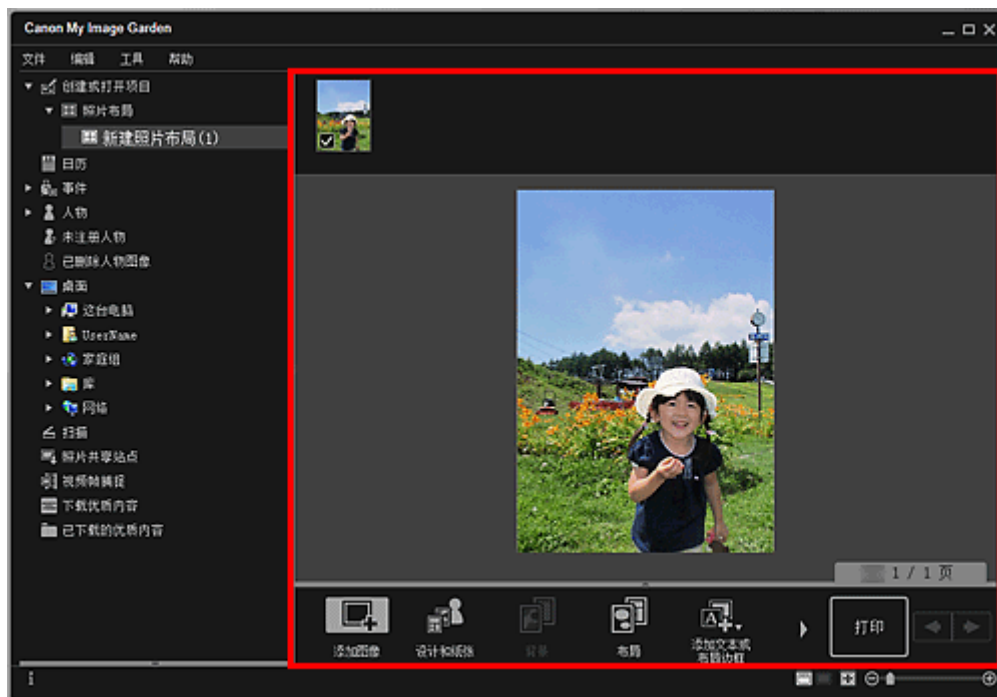 Canon My Image Garden
文件 编辑 工具 帮助
创建或打开项目
照片布局
新建照片布局(1)
日历
事件
人物
未注册人物
已删除人物图像
桌面
这台电脑
UserName
家庭组
库
网络
扫描
照片共享站点
视频帧捕捉
下载优质内容
已下载的优质内容
1 / 1 页
添加图像
设计和纸张
背景
布局
添加文本或
布局边框
打印